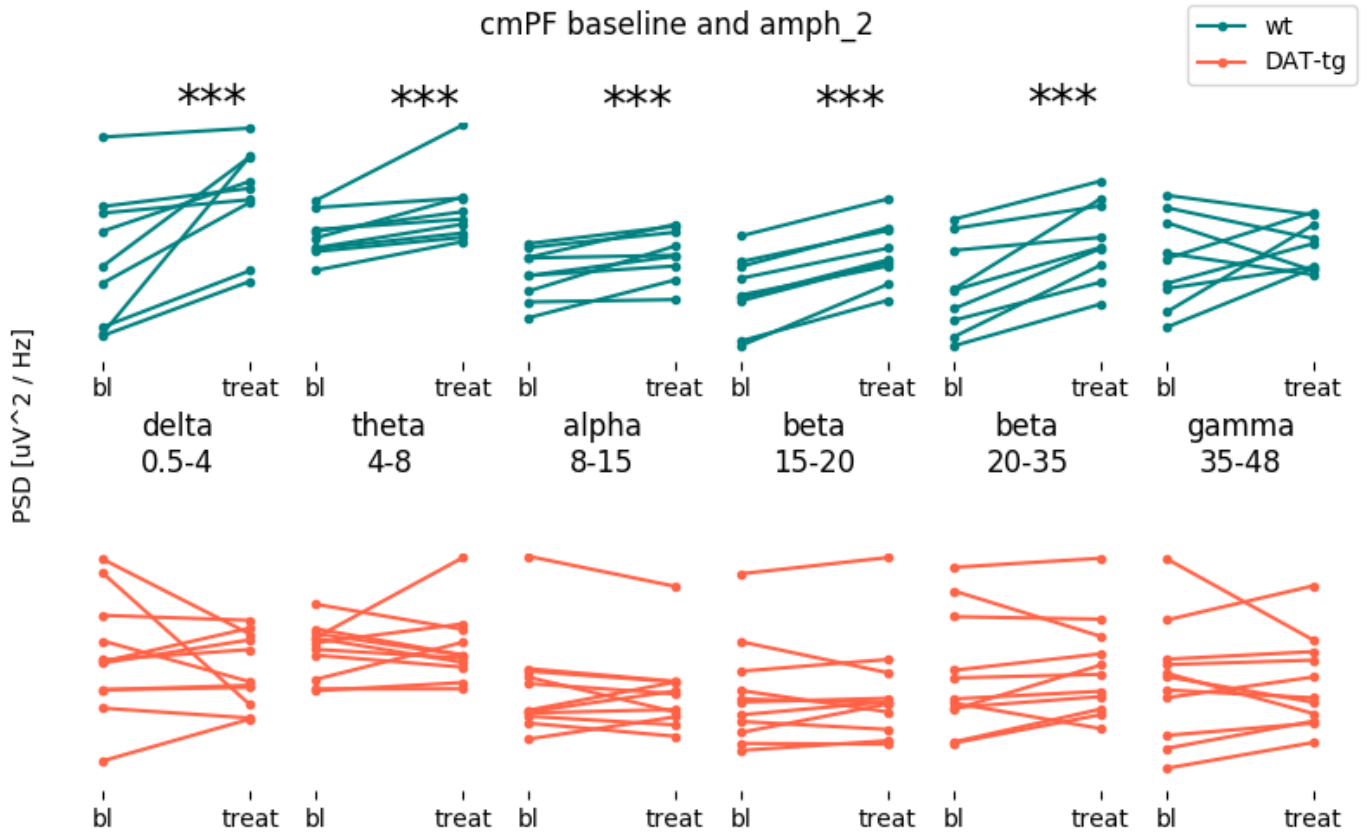 cmPF baseline and amph_2
wt
DAT-tg
*** *** *** *** ***
bl treat bl treat bl treat bl treat bl treat bl treat
delta theta alpha beta beta gamma
0.5-4 4-8 8-15 15-20 20-35 35-48
PSD [uV^2 / Hz]
bl treat bl treat bl treat bl treat bl treat bl treat